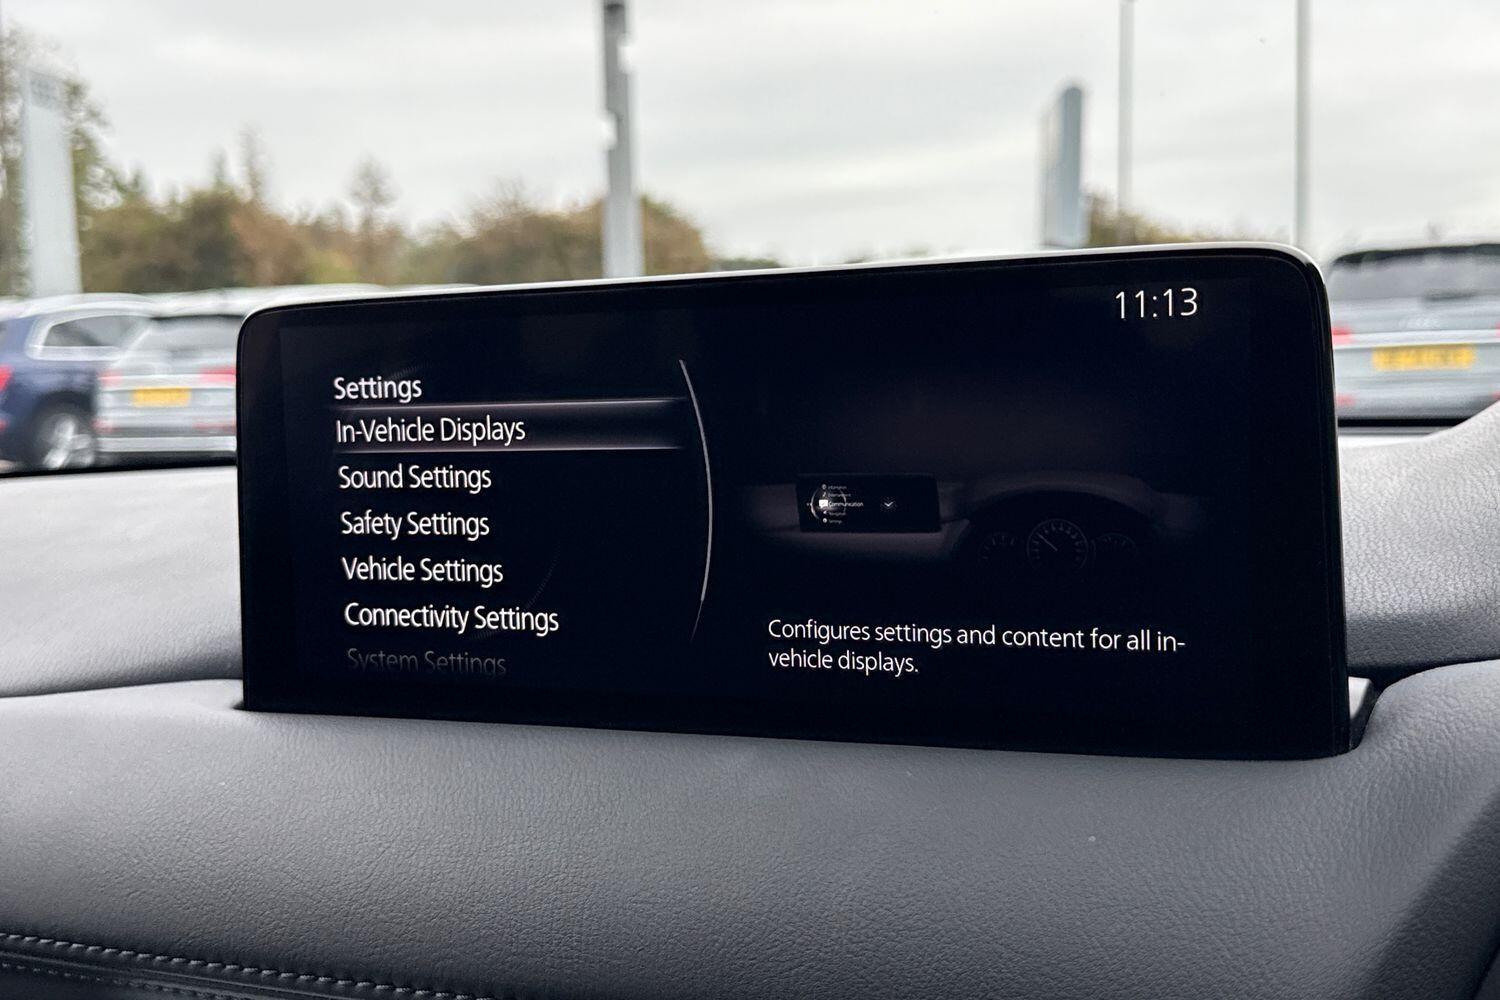 11:13
Settings
In-Vehicle Displays
Sound Settings
Safety Settings
Vehicle Settings
Connectivity Settings
System Settings
Communication
Configures settings and content for all in-
vehicle displays.